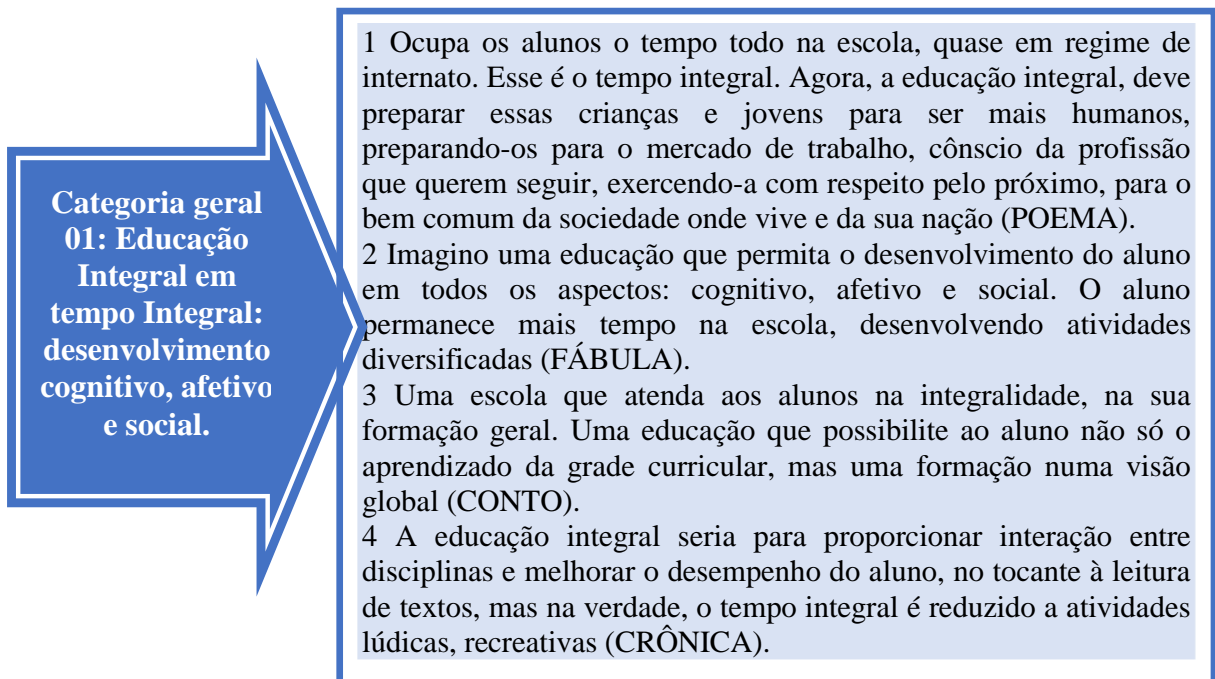 Categoria geral
01: Educação
Integral em
tempo Integral:
desenvolvimento
cognitivo, afetivo
e social.
1 Ocupa os alunos o tempo todo na escola, quase em regime de
internato. Esse é o tempo integral. Agora, a educação integral, deve
preparar essas crianças e jovens para ser mais humanos,
preparando-os para o mercado de trabalho, cônscio da profissão
que querem seguir, exercendo-a com respeito pelo próximo, para o
bem comum da sociedade onde vive e da sua nação (POEMA).
2 Imagino uma educação que permita o desenvolvimento do aluno
em todos os aspectos: cognitivo, afetivo e social. O aluno
permanece mais tempo na escola, desenvolvendo atividades
diversificadas (FÁBULA).
3 Uma escola que atenda aos alunos na integralidade, na sua
formação geral. Uma educação que possibilite ao aluno não só o
aprendizado da grade curricular, mas uma formação numa visão
global (CONTO).
4 A educação integral seria para proporcionar interação entre
disciplinas e melhorar o desempenho do aluno, no tocante à leitura
de textos, mas na verdade, o tempo integral é reduzido a atividades
lúdicas, recreativas (CRÔNICA).